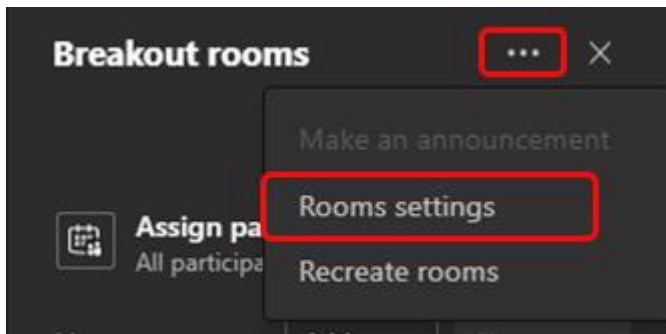 Breakout rooms
Make an announcement
Rooms settings
Assign pa
All participa
Recreate rooms